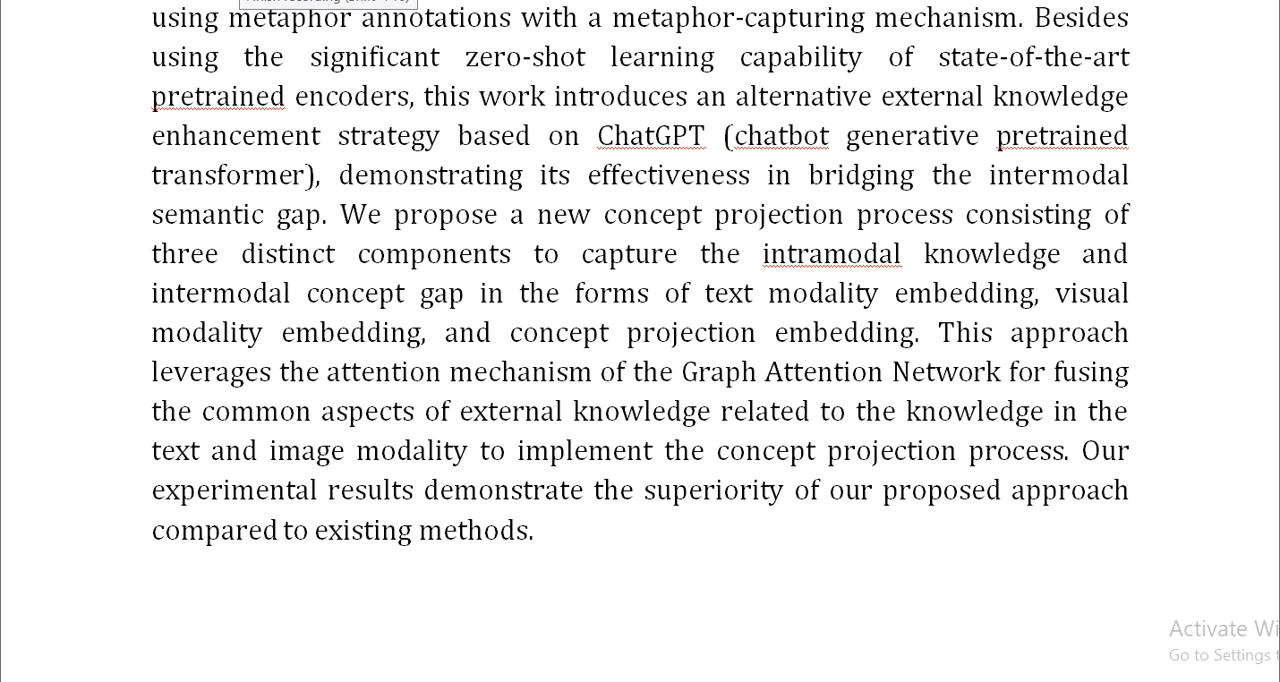 using metaphor annotations with a metaphor-capturing mechanism. Besides
using the significant zero-shot learning capability of state-of-the-art
pretrained encoders, this work introduces an alternative external knowledge
enhancement strategy based on ChatGPT (chatbot generative pretrained
transformer), demonstrating its effectiveness in bridging the intermodal
semantic gap. We propose a new concept projection process consisting of
three distinct components to capture the intramodal knowledge and
intermodal concept gap in the forms of text modality embedding, visual
modality embedding, and concept projection embedding. This approach
leverages the attention mechanism of the Graph Attention Network for fusing
the common aspects of external knowledge related to the knowledge in the
text and image modality to implement the concept projection process. Our
experimental results demonstrate the superiority of our proposed approach
compared to existing methods.
Activate Wi
Go to Settings t